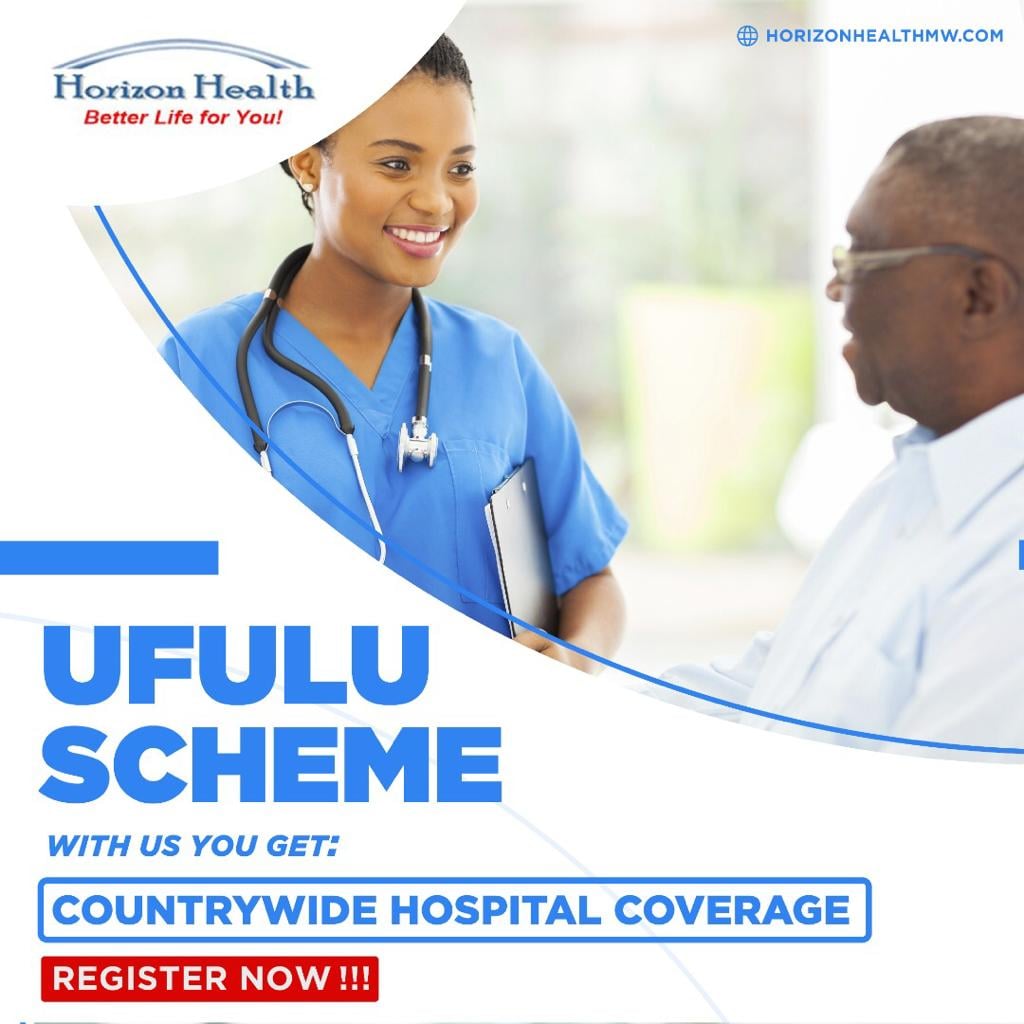 Horizon Health
Better Life for You!
HORIZONHEALTHMW.COM
UFULU
SCHEME
WITH US YOU GET:
COUNTRYWIDE HOSPITAL COVERAGE
REGISTER NOW !!!